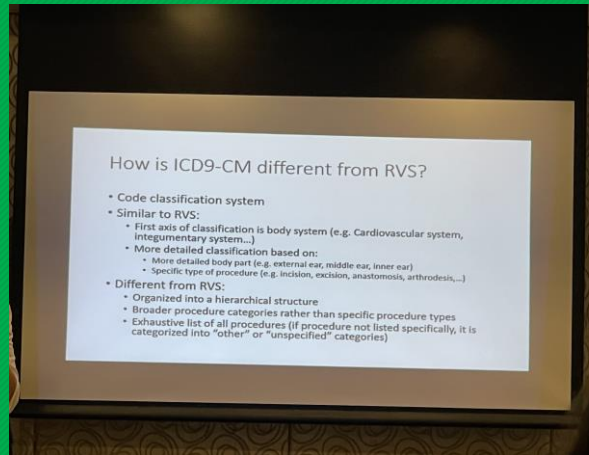 How is ICD9-CM different from RVS?
• Code classification system
• Similar to RVS:
• First axis of classification is body system (e.g. Cardiovascular system,
integumentary system...)
• More detailed classification based on:
• More detailed body part (e.g. external ear, middle ear, inner ear)
• Specific type of procedure (e.g. incision, excision, anastomosis, arthrodesis,...)
• Different from RVS:
• Organized into a hierarchical structure
• Broader procedure categories rather than specific procedure types
• Exhaustive list of all procedures (if procedure not listed specifically, it is
categorized into "other" or "unspecified" categories)